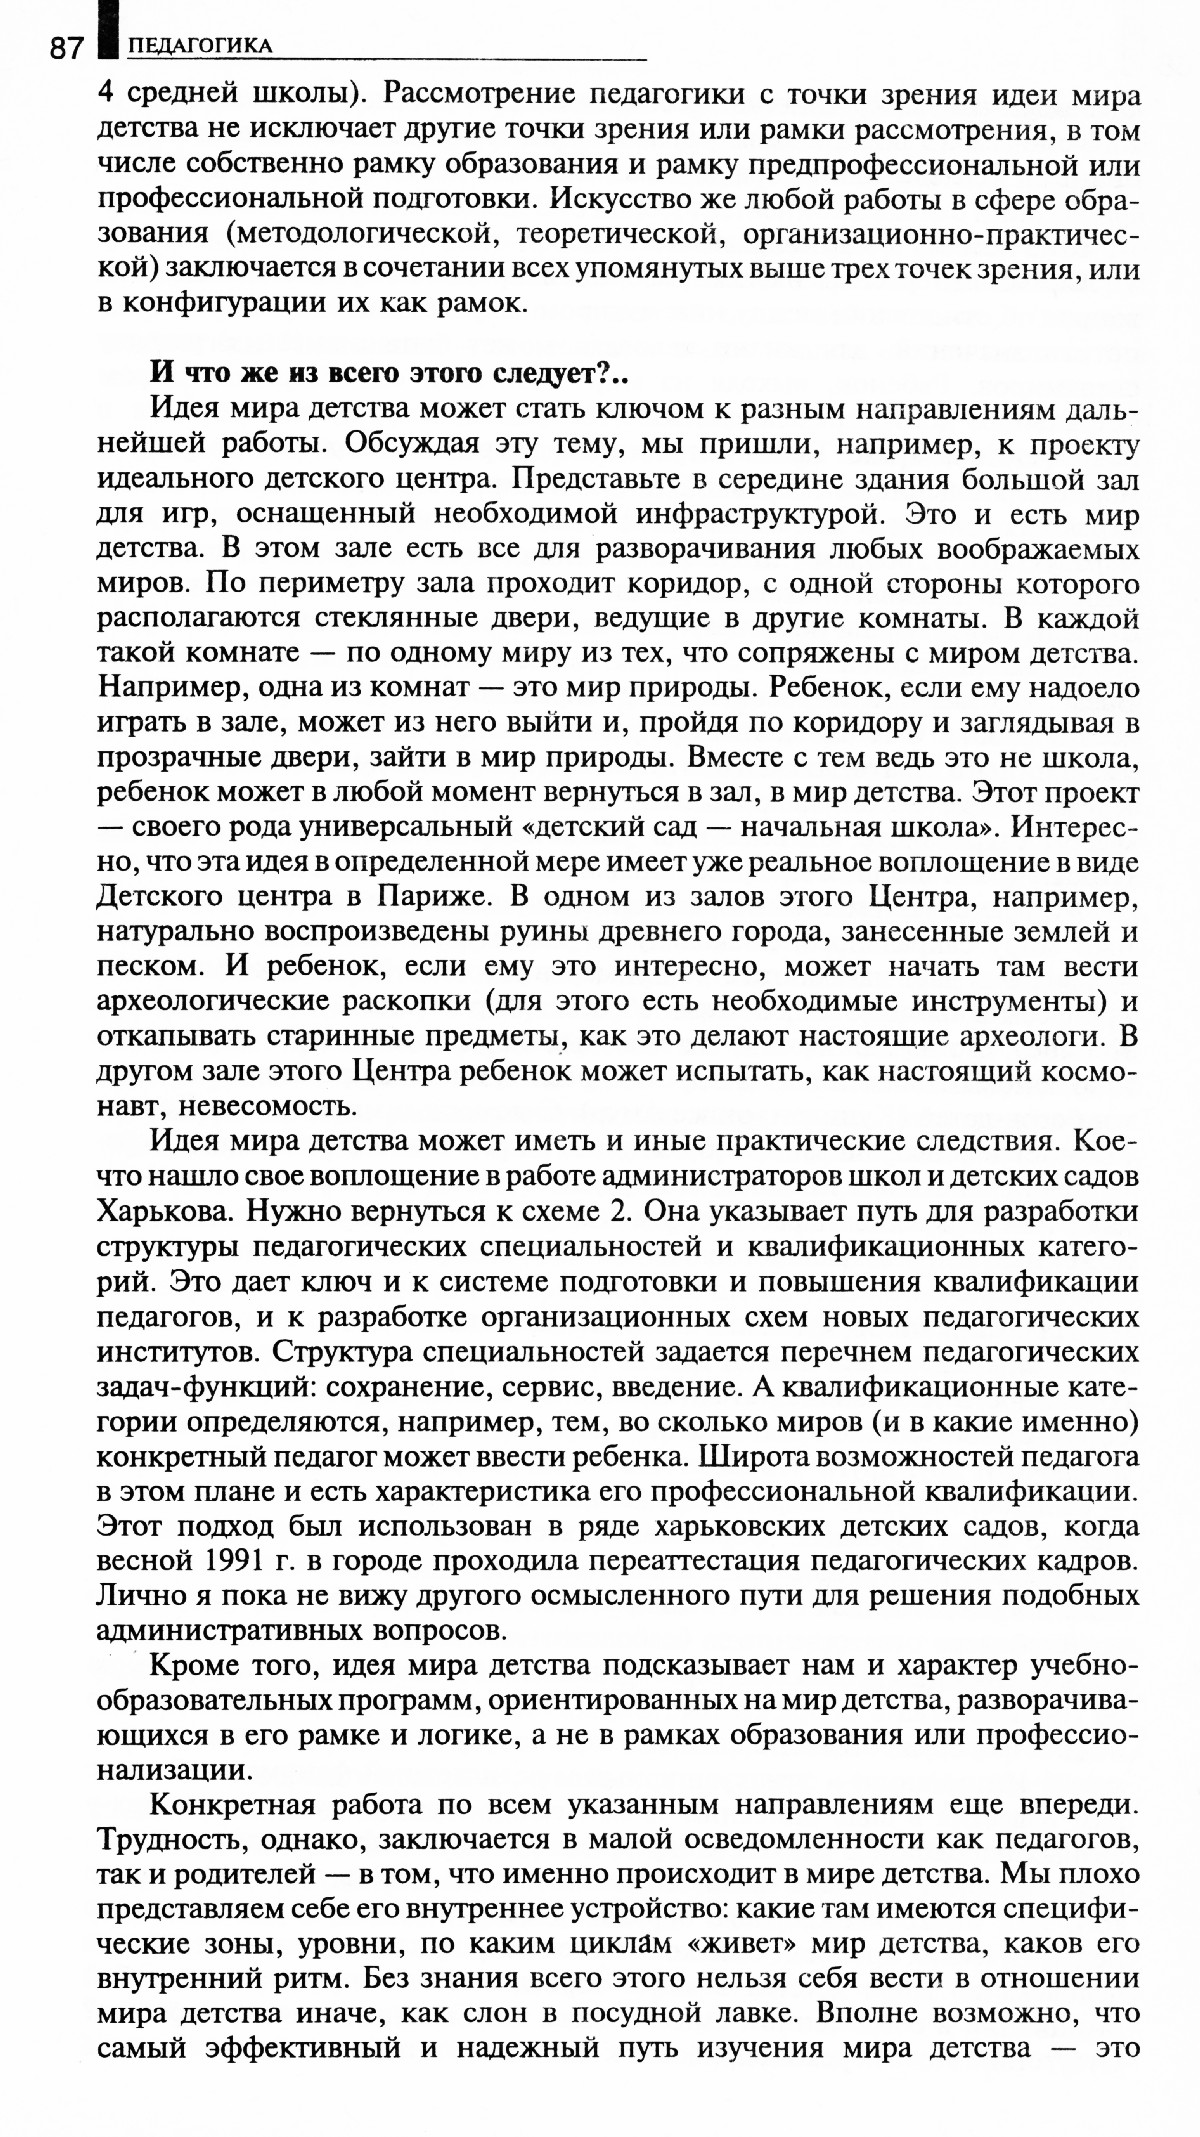 87 ПЕДАГОГИКА
4 средней школы). Рассмотрение педагогики с точки зрения идеи мира
детства не исключает другие точки зрения или рамки рассмотрения, в том
числе собственно рамку образования и рамку предпрофессиональной или
профессиональной подготовки. Искусство же любой работы в сфере обра-
зования (методологической, теоретической, организационно-практичес-
кой) заключается в сочетании всех упомянутых выше трех точек зрения, или
в конфигурации их как рамок.
И что же из всего этого следует?..
Идея мира детства может стать ключом к разным направлениям даль-
нейшей работы. Обсуждая эту тему, мы пришли, например, к проекту
идеального детского центра. Представьте в середине здания большой зал
для игр, оснащенный необходимой инфраструктурой. Это и есть мир
детства. В этом зале есть все для разворачивания любых воображаемых
миров. По периметру зала проходит коридор, с одной стороны которого
располагаются стеклянные двери, ведущие в другие комнаты. В каждой
такой комнате — по одному миру из тех, что сопряжены с миром детства.
Например, одна из комнат — это мир природы. Ребенок, если ему надоело
играть в зале, может из него выйти и, пройдя по коридору и заглядывая в
прозрачные двери, зайти в мир природы. Вместе с тем ведь это не школа,
ребенок может в любой момент вернуться в зал, в мир детства. Этот проект
— своего рода универсальный «детский сад — начальная школа». Интерес-
но, что эта идея в определенной мере имеет уже реальное воплощение в виде
Детского центра в Париже. В одном из залов этого Центра, например,
натурально воспроизведены руины древнего города, занесенные землей и
песком. И ребенок, если ему это интересно, может начать там вести
археологические раскопки (для этого есть необходимые инструменты) и
откапывать старинные предметы, как это делают настоящие археологи. В
другом зале этого Центра ребенок может испытать, как настоящий космо-
навт, невесомость.
Идея мира детства может иметь и иные практические следствия. Кое-
что нашло свое воплощение в работе администраторов школ и детских садов
Харькова. Нужно вернуться к схеме 2. Она указывает путь для разработки
структуры педагогических специальностей и квалификационных катего-
рий. Это дает ключ и к системе подготовки и повышения квалификации
педагогов, и к разработке организационных схем новых педагогических
институтов. Структура специальностей задается перечнем педагогических
задач-функций: сохранение, сервис, введение. А квалификационные кате-
гории определяются, например, тем, во сколько миров (и в какие именно)
конкретный педагог может ввести ребенка. Широта возможностей педагога
в этом плане и есть характеристика его профессиональной квалификации.
Этот подход был использован в ряде харьковских детских садов, когда
весной 1991 г. в городе проходила переаттестация педагогических кадров.
Лично я пока не вижу другого осмысленного пути для решения подобных
административных вопросов.
Кроме того, идея мира детства подсказывает нам и характер учебно-
образовательных программ, ориентированных на мир детства, разворачива-
ющихся в его рамке и логике, а не в рамках образования или профессио-
нализации.
Конкретная работа по всем указанным направлениям еще впереди.
Трудность, однако, заключается в малой осведомленности как педагогов,
так и родителей — в том, что именно происходит в мире детства. Мы плохо
представляем себе его внутреннее устройство: какие там имеются специфи-
ческие зоны, уровни, по каким циклам «живет» мир детства, каков его
внутренний ритм. Без знания всего этого нельзя себя вести в отношении
мира детства иначе, как слон в посудной лавке. Вполне возможно, что
самый эффективный и надежный путь изучения мира детства — это